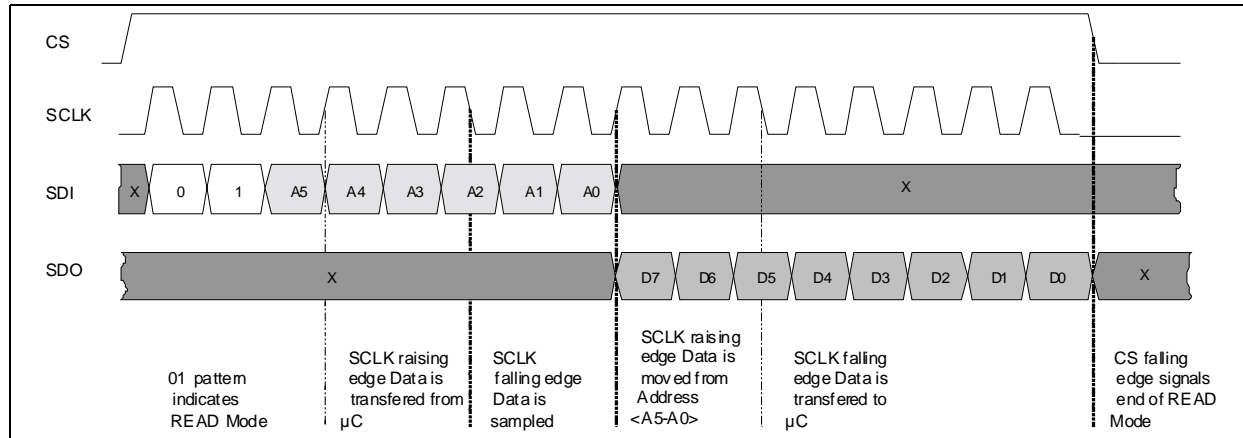 CS
SCLK
SDI
X
0
1
A5
A4
A3
A2
A1
A0
X
SDO
X
D7
D6
D5
D4
D3
D2
D1
D0
X
01 pattern
indicates
READ Mode
SCLK raising
edge Data is
transfered from
µC
SCLK
falling edge
Data is
sampled
SCLK raising
edge Data is
moved from
Address
<A5-A0>
SCLK falling
edge Data is
transfered to
µC
CS falling
edge signals
end of READ
Mode